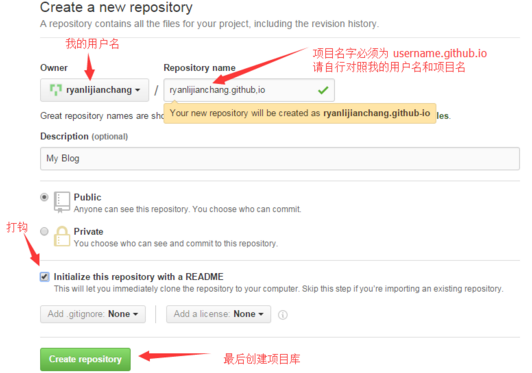 Create a new repository
A repository contains all the files for your project, including the revision history.
我的用户名
Owner
Repository name
项目名字必须为 username.github.io
请自行对照我的用户名和项目名
ryanlijianchang
/
ryanlijianchang.github,io
Great repository names are sho
Your new repository will be created as ryanlijianchang.github-io
les.
Description (optional)
My Blog
Public
Anyone can see this repository. You choose who can commit.
打钩
Private
You choose who can see and commit to this repository.
Initialize this repository with a README
This will let you immediately clone the repository to your computer. Skip this step if you're importing an existing repository.
Add .gitignore: None
Add a license: None
Create repository
最后创建项目库